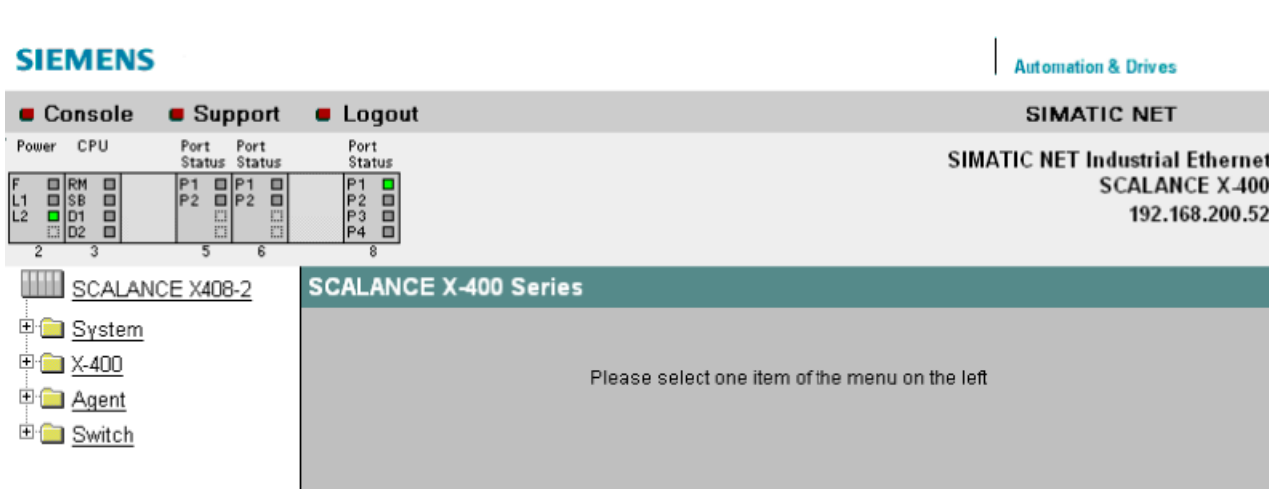 SIEMENS
Automation & Drives
Console Support Logout SIMATIC NET
Power CPU Port Status Port Status Port Status
SIMATIC NET Industrial Ethernet
SCALANCE X-400
192.168.200.52
F RM P1 P1 P1
L1 SB P2 P2 P2
L2 D1 P3
D2 P4
2 3 5 6 8
SCALANCE X408-2
SCALANCE X-400 Series
System
X-400
Please select one item of the menu on the left
Agent
Switch